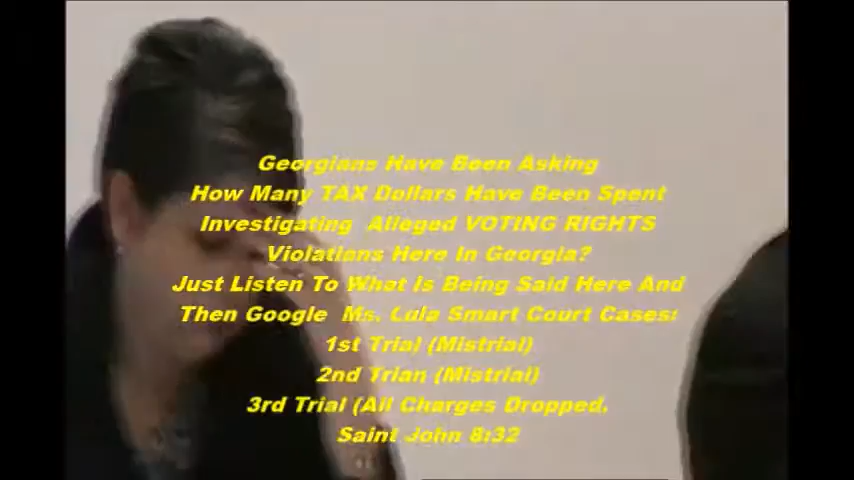 Georgians Have Been Asking
How Many TAX Dollars Have Been Spent
Investigating Alleged VOTING RIGHTS
Violations Here In Georgia?
Just Listen To What Is Being Said Here And
Then Google Ms. Lula Smart Court Cases:
1st Trial (Mistrial)
2nd Trian (Mistrial)
3rd Trial (All Charges Dropped.
Saint John 8:32